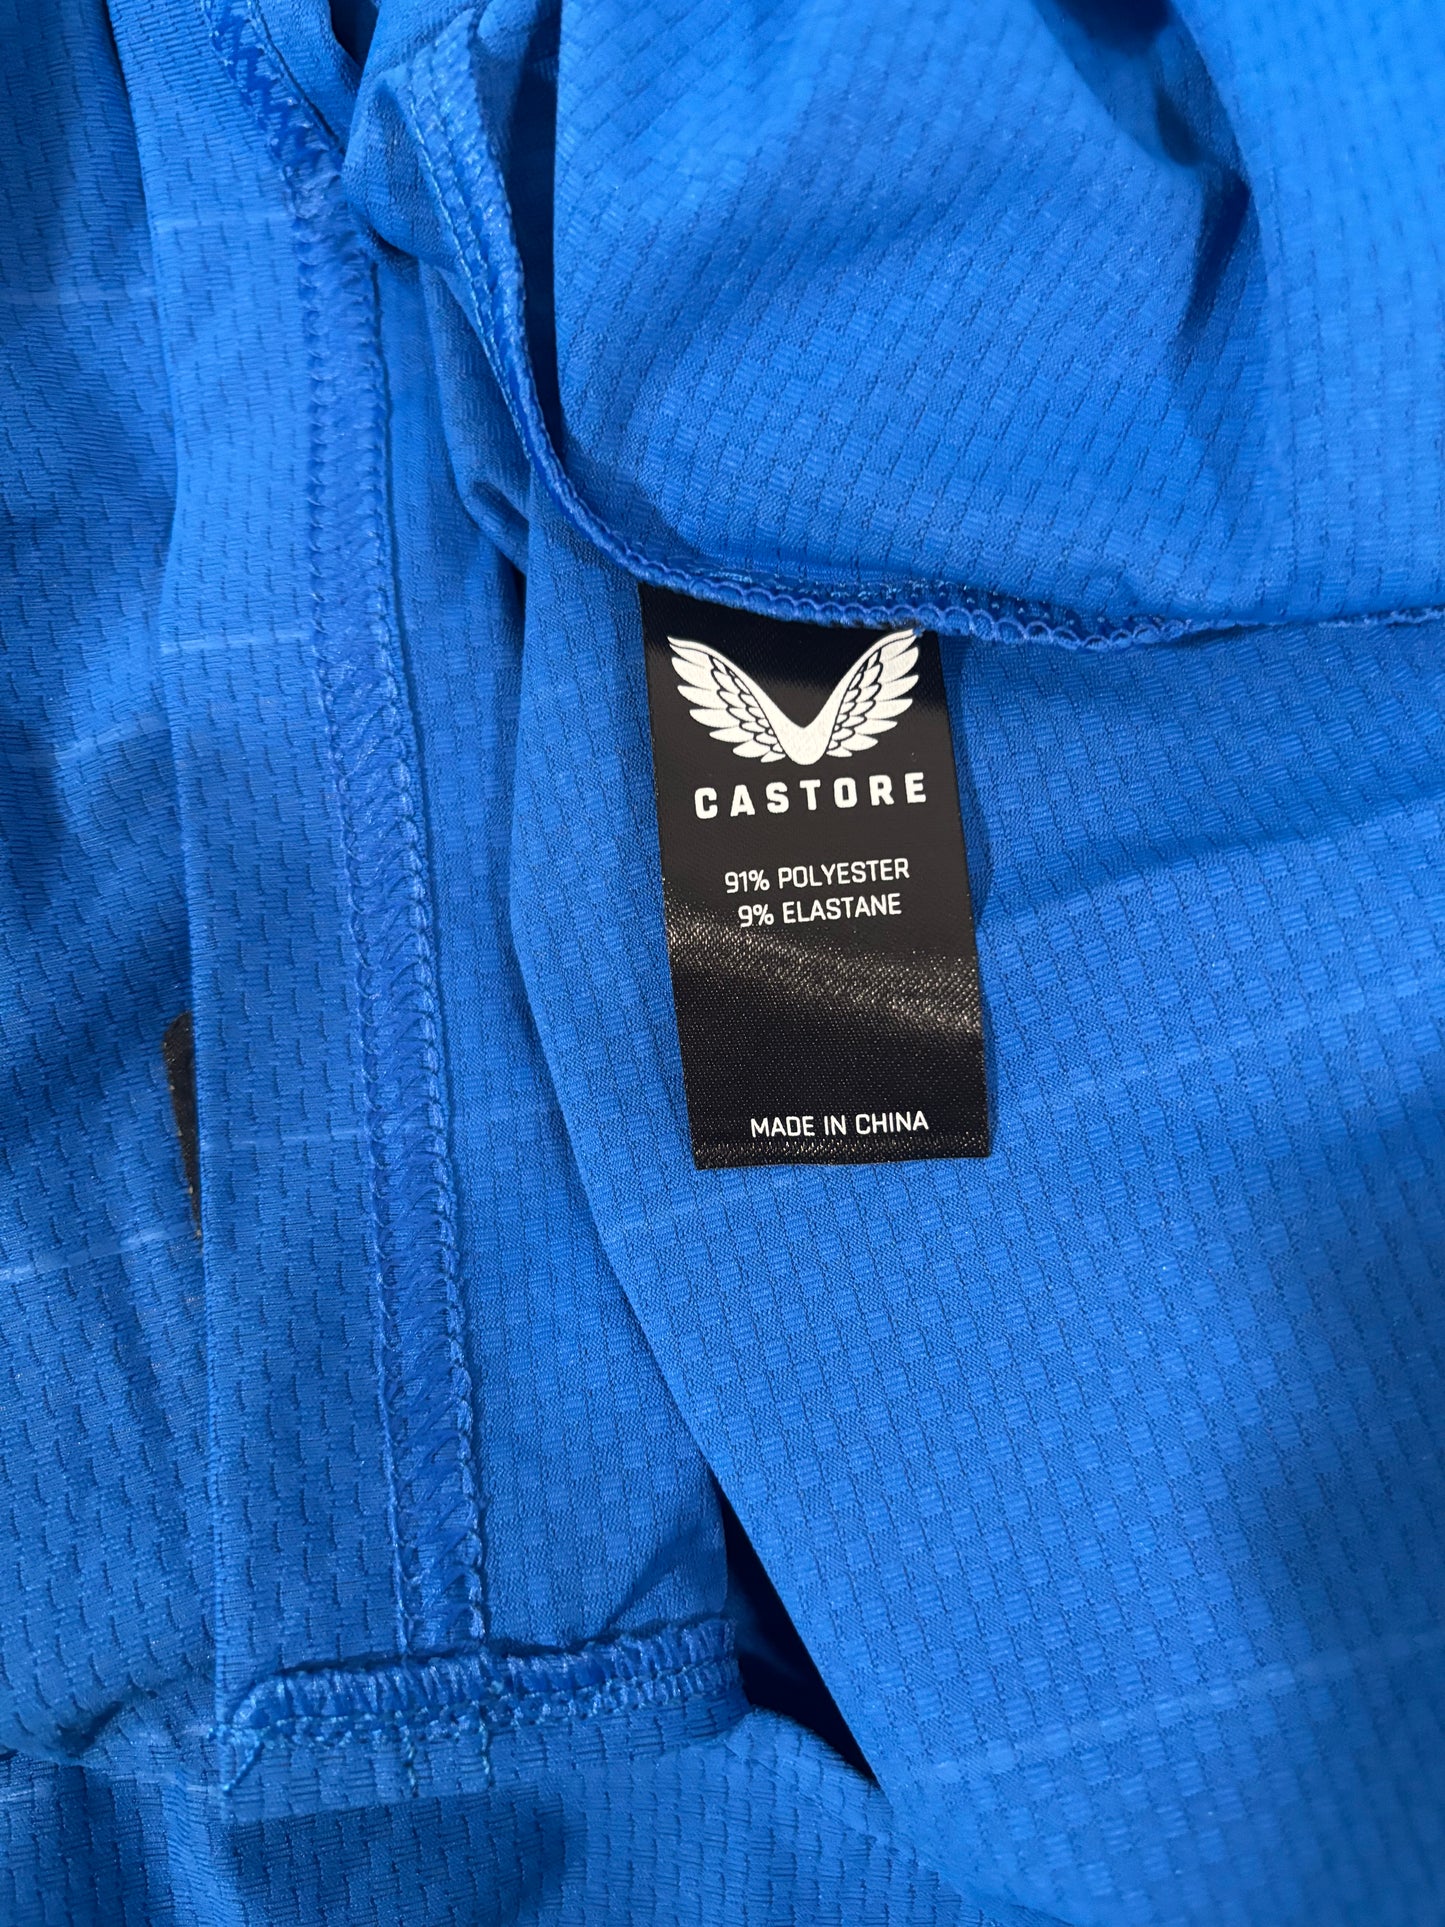 CASTORE
91% POLYESTER
9% ELASTANE
MADE IN CHINA